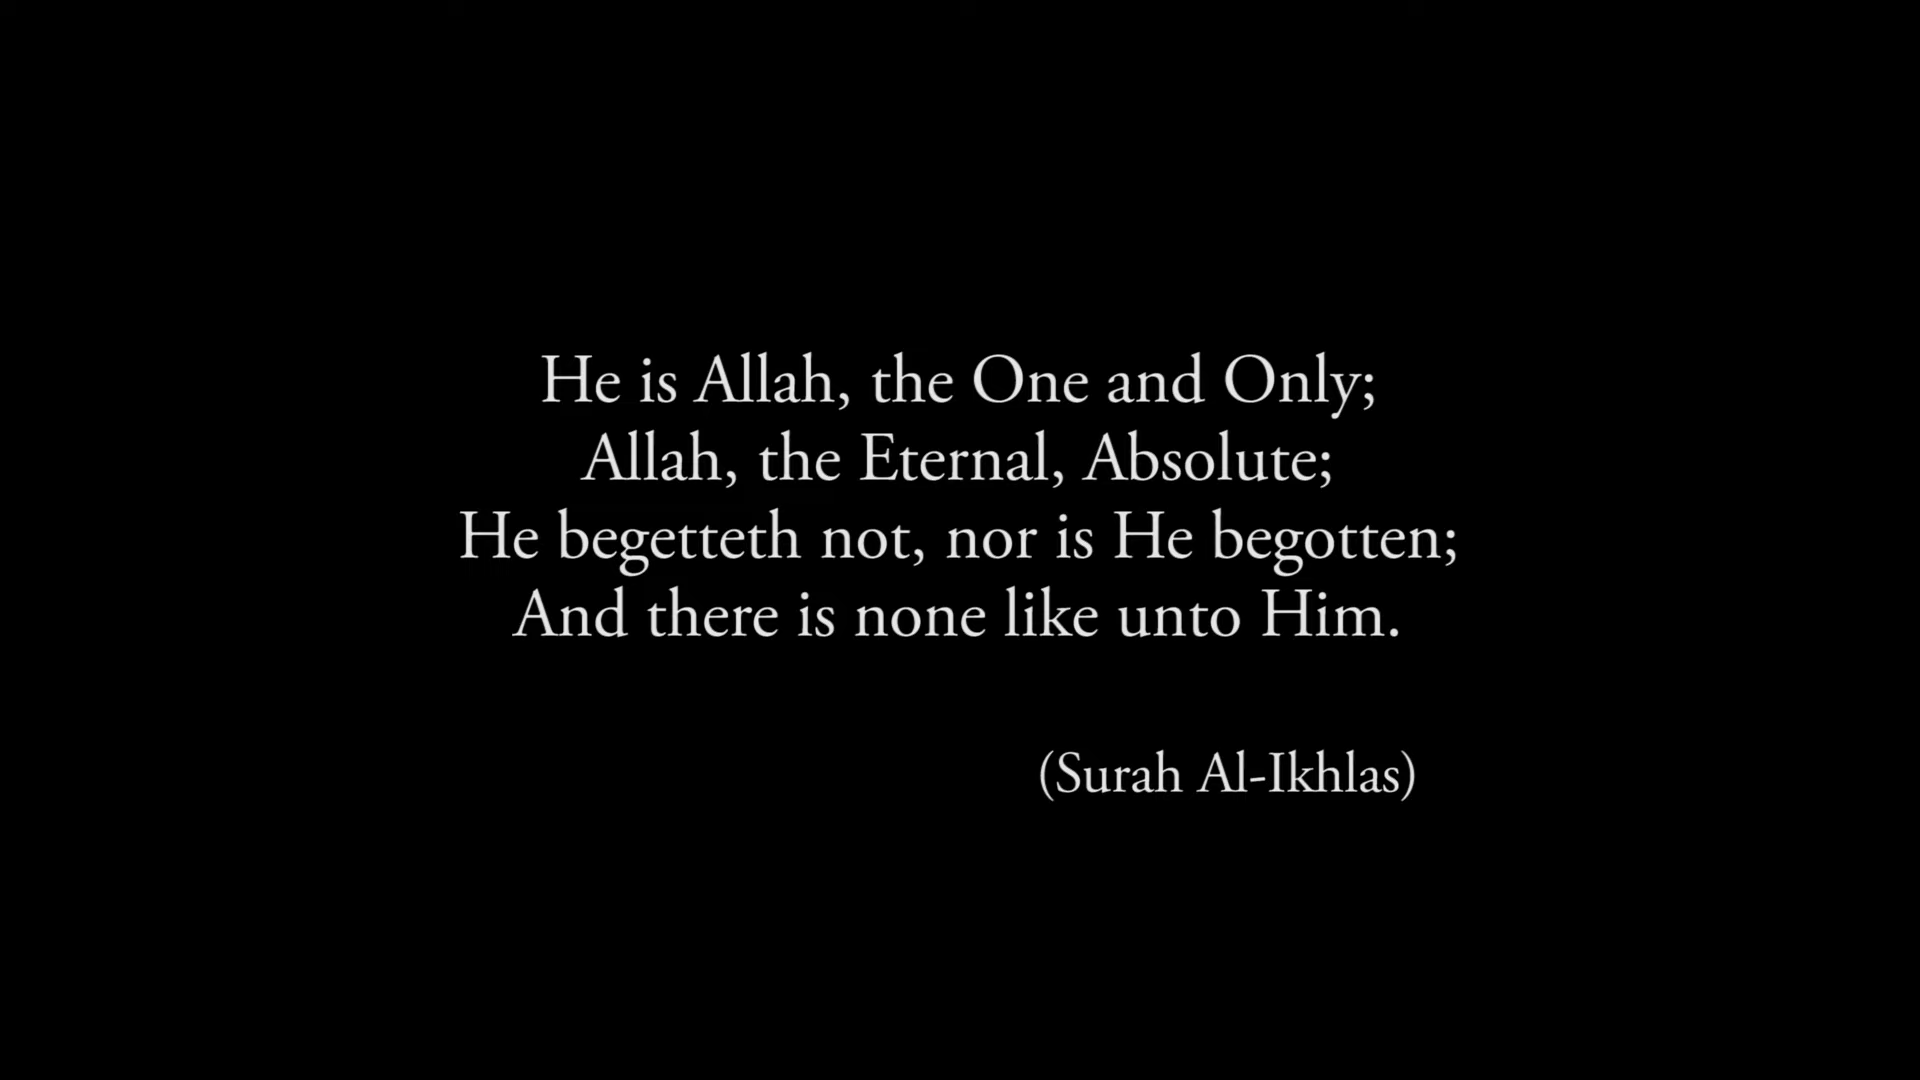 He is Allah, the One and Only;
Allah, the Eternal, Absolute;
He begetteth not, nor is He begotten;
And there is none like unto Him.
(Surah Al-Ikhlas)